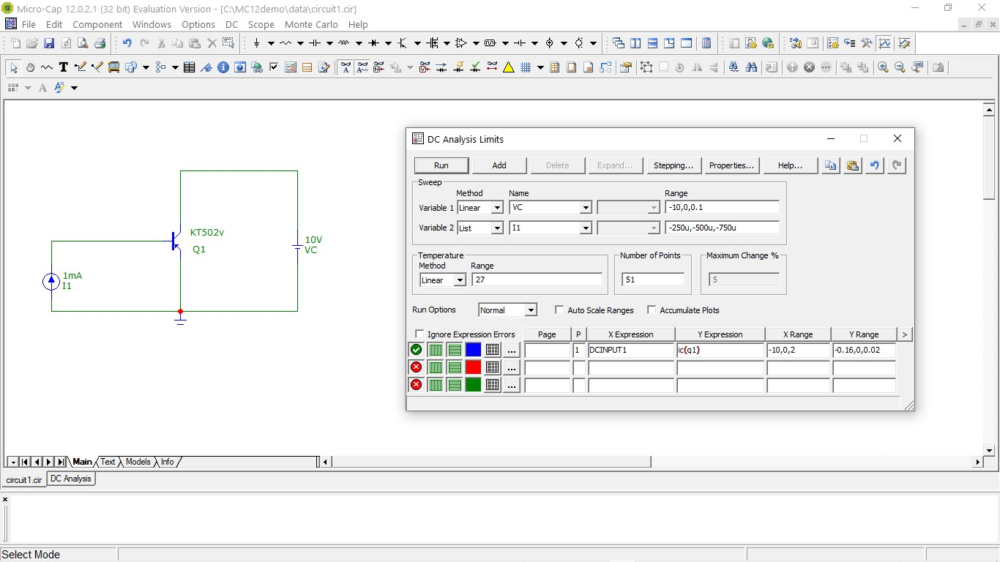 Micro-Cap 12.0.2.1 (32 bit) Evaluation Version - [C:\MC12demo\data\circuit1.cir]
File Edit Component Windows Options DC Scope Monte Carlo Help
DC Analysis Limits
Run Add Delete Expand... Stepping... Properties... Help...
Sweep
Method Name Range
Variable 1 Linear VC -10,0,0.1
Variable 2 List I1 -250u,-500u,-750u
Temperature Number of Points Maximum Change %
Method Range
Linear 27 51 5
Run Options Normal Auto Scale Ranges Accumulate Plots
Ignore Expression Errors Page P X Expression Y Expression X Range Y Range >
... 1 DCINPUT1 ic(q1) -10,0,2 -0.16,0,0.02
...
...
KT502v
Q1
10V
VC
1mA
I1
Main Text Models Info
circuit1.cir DC Analysis
Select Mode